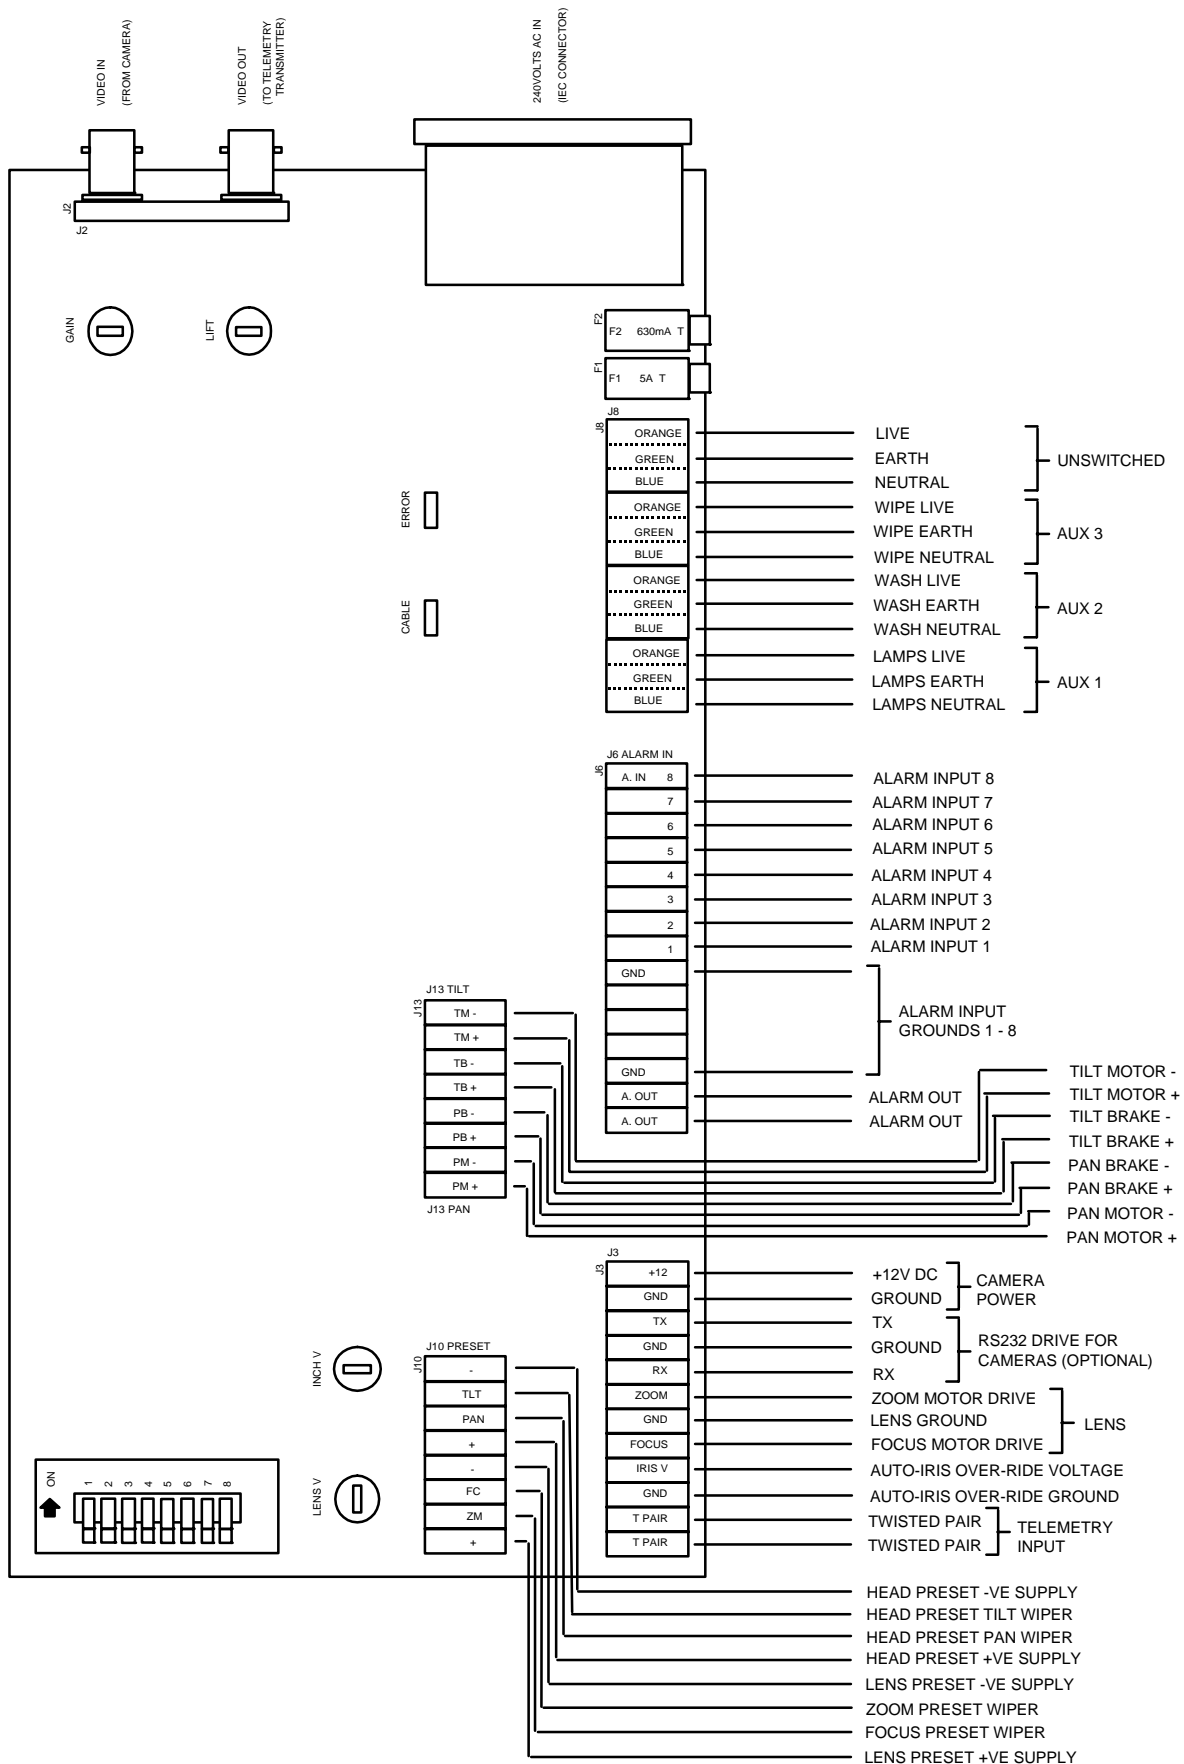 VIDEO IN
(FROM CAMERA)
VIDEO OUT
(TO TELEMETRY
TRANSMITTER)
240VOLTS AC IN
(IEC CONNECTOR)
J2
J2
GAIN
LIFT
F2
F2 630mA T
F1
F1 5A T
J8
J8
ORANGE LIVE
GREEN EARTH
BLUE NEUTRAL
UNSWITCHED
ORANGE WIPE LIVE
GREEN WIPE EARTH
BLUE WIPE NEUTRAL
AUX 3
ORANGE WASH LIVE
GREEN WASH EARTH
BLUE WASH NEUTRAL
AUX 2
ORANGE LAMPS LIVE
GREEN LAMPS EARTH
BLUE LAMPS NEUTRAL
AUX 1
ERROR
CABLE
J6 ALARM IN
J6
A. IN 8 ALARM INPUT 8
7 ALARM INPUT 7
6 ALARM INPUT 6
5 ALARM INPUT 5
4 ALARM INPUT 4
3 ALARM INPUT 3
2 ALARM INPUT 2
1 ALARM INPUT 1
GND
ALARM INPUT
GROUNDS 1 - 8
GND
A. OUT ALARM OUT
A. OUT ALARM OUT
J13 TILT
J13
TM -
TM +
TB -
TB +
PB -
PB +
PM -
PM +
J13 PAN
TILT MOTOR -
TILT MOTOR +
TILT BRAKE -
TILT BRAKE +
PAN BRAKE -
PAN BRAKE +
PAN MOTOR -
PAN MOTOR +
J3
J3
+12 +12V DC
GND GROUND
CAMERA
POWER
TX TX
GND GROUND
RX RX
RS232 DRIVE FOR
CAMERAS (OPTIONAL)
ZOOM ZOOM MOTOR DRIVE
GND LENS GROUND
FOCUS FOCUS MOTOR DRIVE
LENS
IRIS V AUTO-IRIS OVER-RIDE VOLTAGE
GND AUTO-IRIS OVER-RIDE GROUND
T PAIR TWISTED PAIR
T PAIR TWISTED PAIR
TELEMETRY
INPUT
INCH V
LENS V
J10 PRESET
J10
-
TLT
PAN
+
-
FC
ZM
+
ON
1 2 3 4 5 6 7 8
HEAD PRESET -VE SUPPLY
HEAD PRESET TILT WIPER
HEAD PRESET PAN WIPER
HEAD PRESET +VE SUPPLY
LENS PRESET -VE SUPPLY
ZOOM PRESET WIPER
FOCUS PRESET WIPER
LENS PRESET +VE SUPPLY